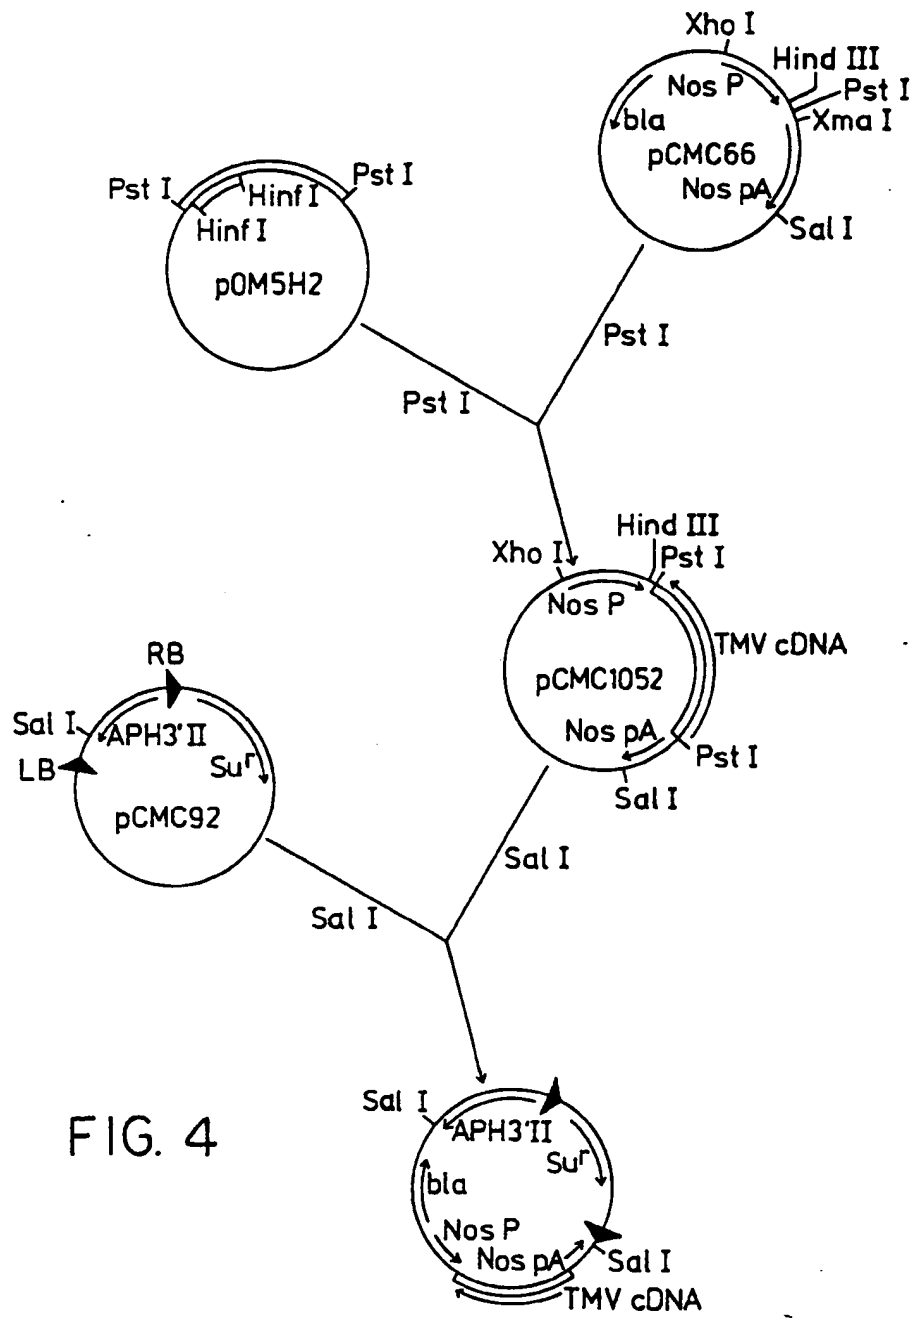 Xho I
Hind III
Pst I
Xma I
Nos P
bla
pCMC66
Nos pA
Sal I
Pst I
Pst I
Hinf I
Hinf I
pOM5H2
Pst I
Pst I
Hind III
Xho I
Pst I
Nos P
TMV cDNA
pCMC1052
Nos pA
Pst I
Sal I
RB
Sal I
APH3'II
LB
Suʳ
pCMC92
Sal I
Sal I
Sal I
APH3'II
Suʳ
bla
Nos P
Nos pA
Sal I
TMV cDNA
FIG. 4